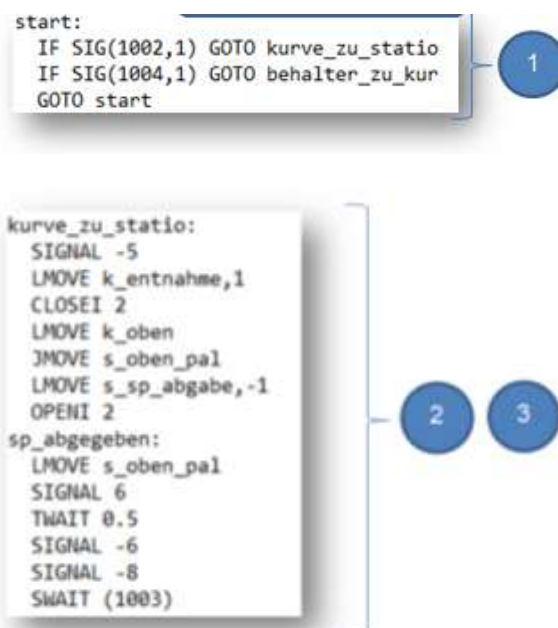 start:
IF SIG(1002,1) GOTO kurve_zu_statio
IF SIG(1004,1) GOTO behalter_zu_kur
GOTO start
1
kurve_zu_statio:
SIGNAL -5
LMOVE k_entnahme,1
CLOSEI 2
LMOVE k_oben
JMOVE s_oben_pal
LMOVE s_sp_abgabe,-1
OPENI 2
sp_abgegeben:
LMOVE s_oben_pal
SIGNAL 6
TWAIT 0.5
SIGNAL -6
SIGNAL -8
SWAIT (1003)
2 3